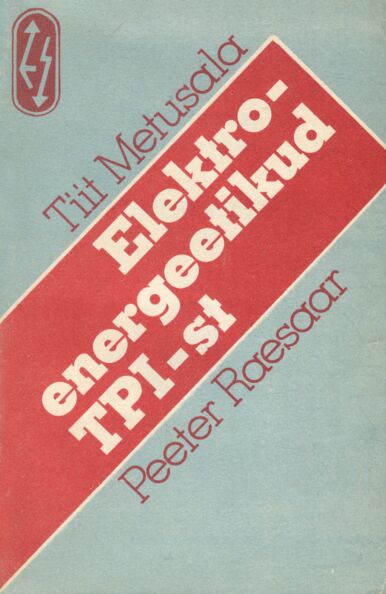 Tiit Metusala
Elektro-
energeetikud
TPI-st
Peeter Raesaar